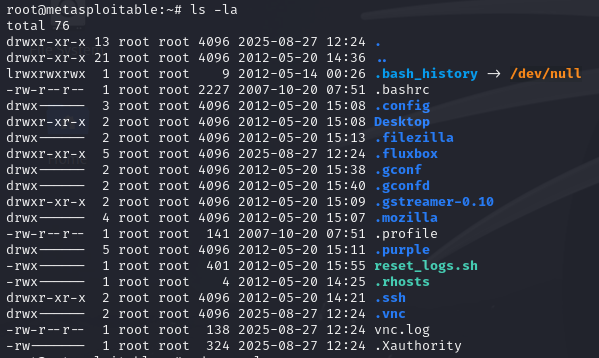 root@metasploitable:~# ls -la
total 76
drwxr-xr-x 13 root root 4096 2025-08-27 12:24 .
drwxr-xr-x 21 root root 4096 2012-05-20 14:36 ..
lrwxrwxrwx  1 root root    9 2012-05-14 00:26 .bash_history -> /dev/null
-rw-r--r--  1 root root 2227 2007-10-20 07:51 .bashrc
drwx------  3 root root 4096 2012-05-20 15:08 .config
drwxr-xr-x  2 root root 4096 2012-05-20 15:08 Desktop
drwx------  2 root root 4096 2012-05-20 15:13 .filezilla
drwxr-xr-x  5 root root 4096 2025-08-27 12:24 .fluxbox
drwx------  2 root root 4096 2012-05-20 15:38 .gconf
drwx------  2 root root 4096 2012-05-20 15:40 .gconfd
drwxr-xr-x  2 root root 4096 2012-05-20 15:09 .gstreamer-0.10
drwx------  4 root root 4096 2012-05-20 15:07 .mozilla
-rw-r--r--  1 root root  141 2007-10-20 07:51 .profile
drwx------  5 root root 4096 2012-05-20 15:11 .purple
-rwx------  1 root root  401 2012-05-20 15:55 reset_logs.sh
-rwx------  1 root root    4 2012-05-20 14:25 .rhosts
drwxr-xr-x  2 root root 4096 2012-05-20 14:21 .ssh
drwx------  2 root root 4096 2025-08-27 12:24 .vnc
-rw-r--r--  1 root root  138 2025-08-27 12:24 vnc.log
-rw-------  1 root root  324 2025-08-27 12:24 .Xauthority